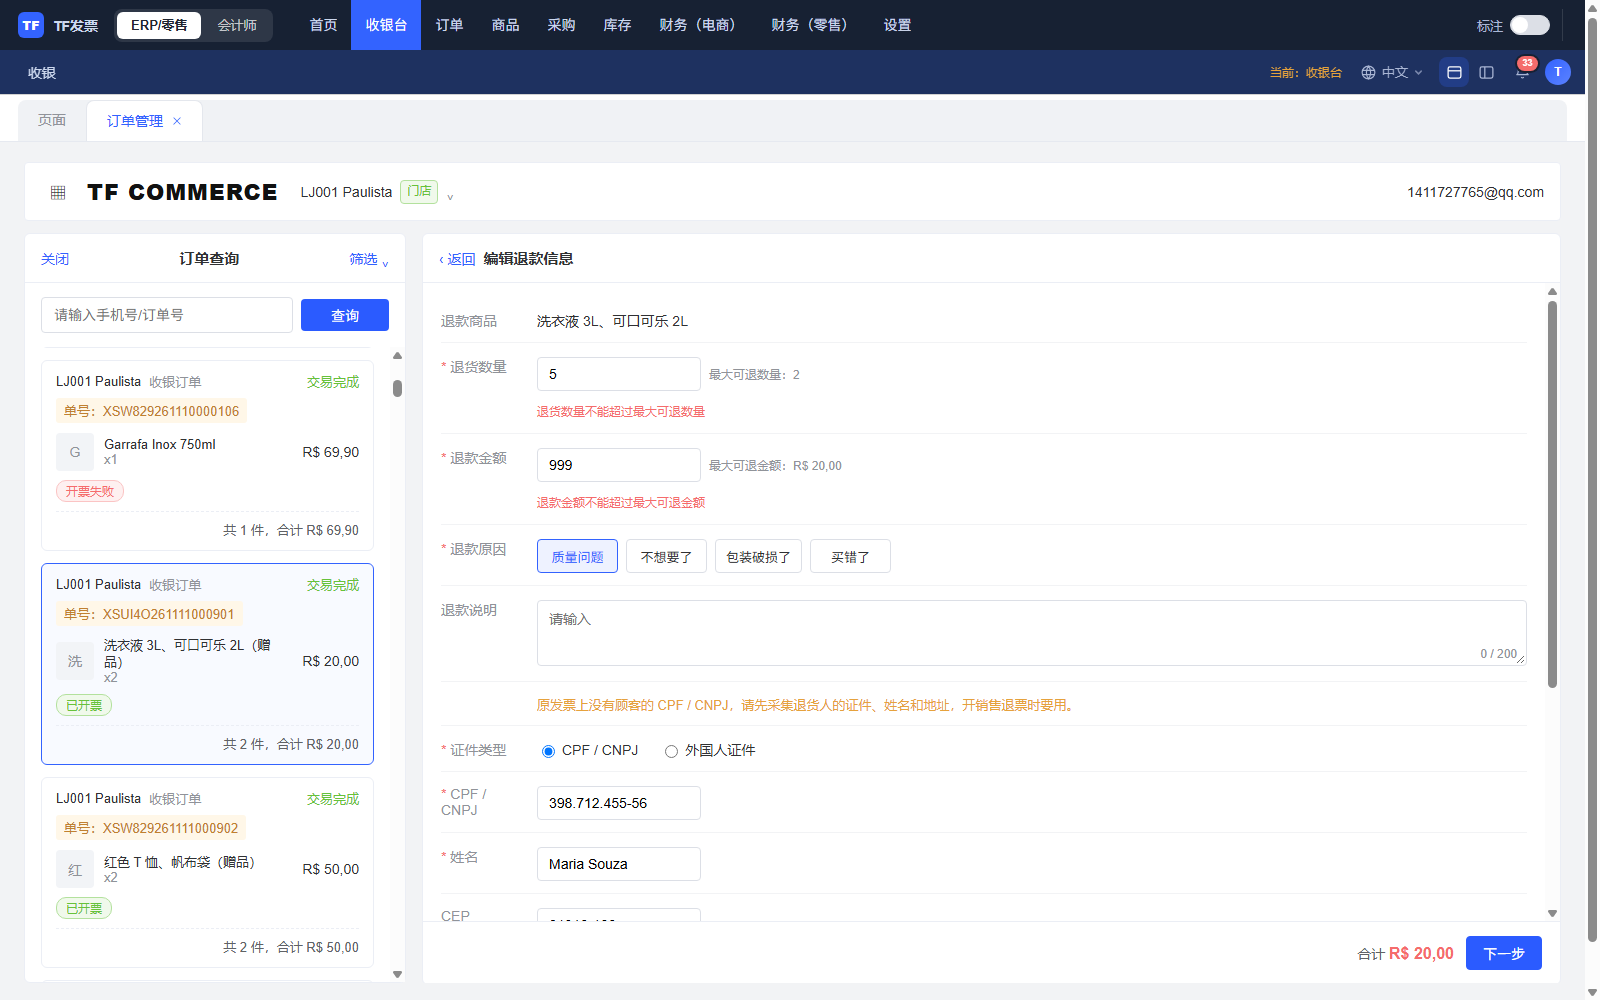 TF TF发票 ERP/零售 会计师 首页 收银台 订单 商品 采购 库存 财务（电商） 财务（零售） 设置 标注
收银 当前：收银台 中文 33 T
页面 订单管理 ×
TF COMMERCE LJ001 Paulista 门店 1411727765@qq.com
关闭 订单查询 筛选
请输入手机号/订单号 查询
LJ001 Paulista 收银订单 交易完成
单号：XSW829261110000106
G Garrafa Inox 750ml R$ 69,90
x1
开票失败
共 1 件，合计 R$ 69,90
LJ001 Paulista 收银订单 交易完成
单号：XSUI4O261111000901
洗 洗衣液 3L、可口可乐 2L（赠品） R$ 20,00
x2
已开票
共 2 件，合计 R$ 20,00
LJ001 Paulista 收银订单 交易完成
单号：XSW829261111000902
红 红色 T 恤、帆布袋（赠品） R$ 50,00
x2
已开票
共 2 件，合计 R$ 50,00
‹ 返回 编辑退款信息
退款商品 洗衣液 3L、可口可乐 2L
* 退货数量 5 最大可退数量：2
退货数量不能超过最大可退数量
* 退款金额 999 最大可退金额：R$ 20,00
退款金额不能超过最大可退金额
* 退款原因 质量问题 不想要了 包装破损了 买错了
退款说明 请输入
0 / 200
原发票上没有顾客的 CPF / CNPJ，请先采集退货人的证件、姓名和地址，开销售退票时要用。
* 证件类型 CPF / CNPJ 外国人证件
* CPF / CNPJ 398.712.455-56
* 姓名 Maria Souza
CEP
合计 R$ 20,00 下一步